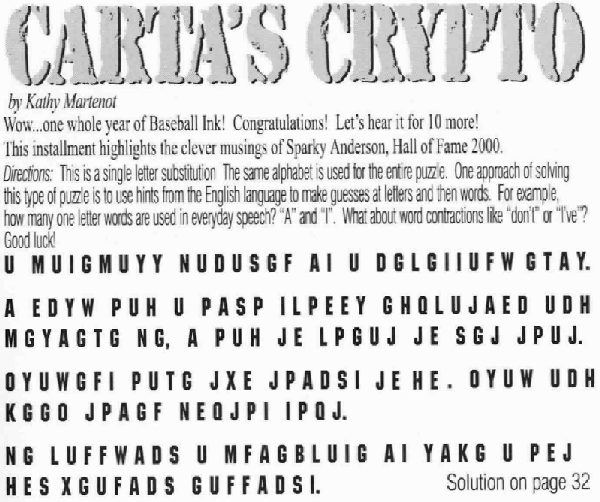 CARTA'S CRYPTO
by Kathy Martenot
Wow...one whole year of Baseball Ink! Congratulations! Let's hear it for 10 more!
This installment highlights the clever musings of Sparky Anderson, Hall of Fame 2000.
Directions: This is a single letter substitution The same alphabet is used for the entire puzzle. One approach of solving
this type of puzzle is to use hints from the English language to make guesses at letters and then words. For example,
how many one letter words are used in everyday speech? "A" and "I". What about word contractions like "don't" or "I've"?
Good luck!
U MUIGMUYY NUDUSGF AI U DGLGIIUFW GTAY.
A EDYW PUH U PASP ILPEEY GHQLUJAED UDH
MGYAGTG NG, A PUH JE LPGUJ JE SGJ JPUJ.
OYUWGFI PUTG JXE JPADSI JE HE. OYUW UDH
KGGO JPAGF NEQJPI IPQJ.
NG LUFFWADS U MFAGBLUIG AI YAKG U PEJ
HES XGUFADS GUFFADSI.
Solution on page 32